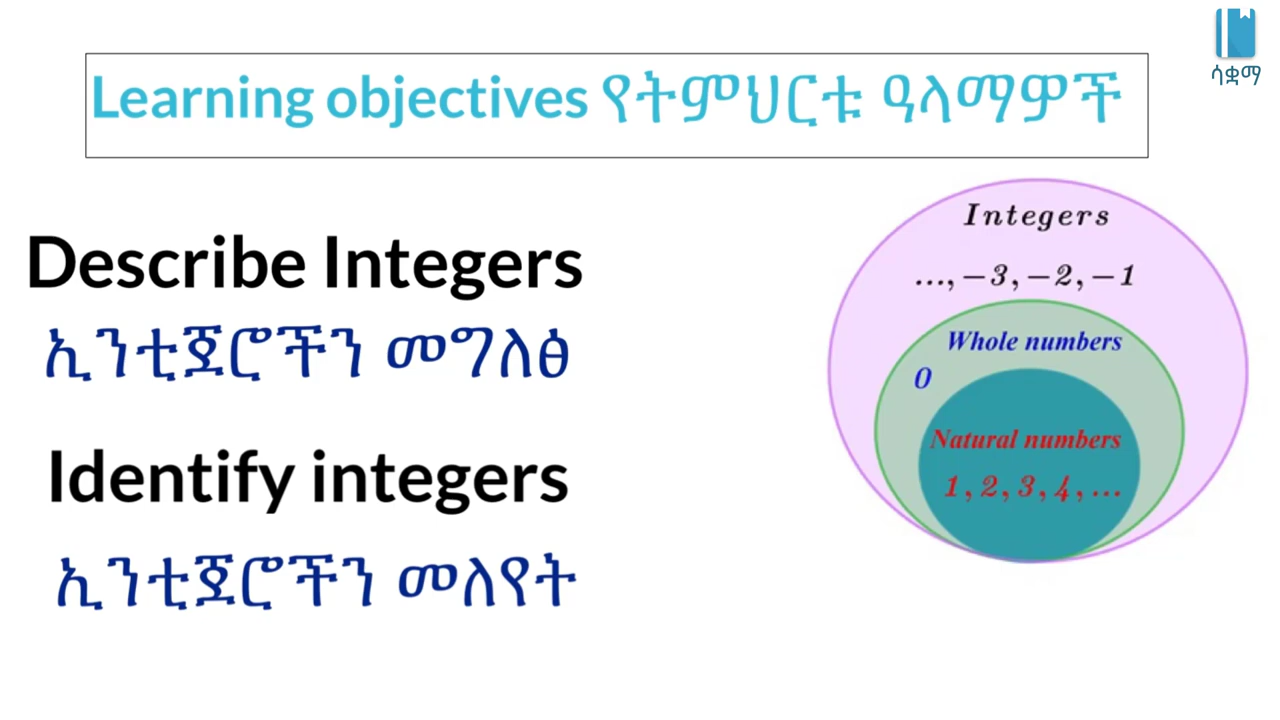 ሳቋማ
Learning objectives የትምህርቱ ዓላማዎች
Describe Integers
ኢንቲጀሮችን መግለፅ
Identify integers
ኢንቲጀሮችን መለየት
Integers
..., -3, -2, -1
Whole numbers
0
Natural numbers
1, 2, 3, 4, ...